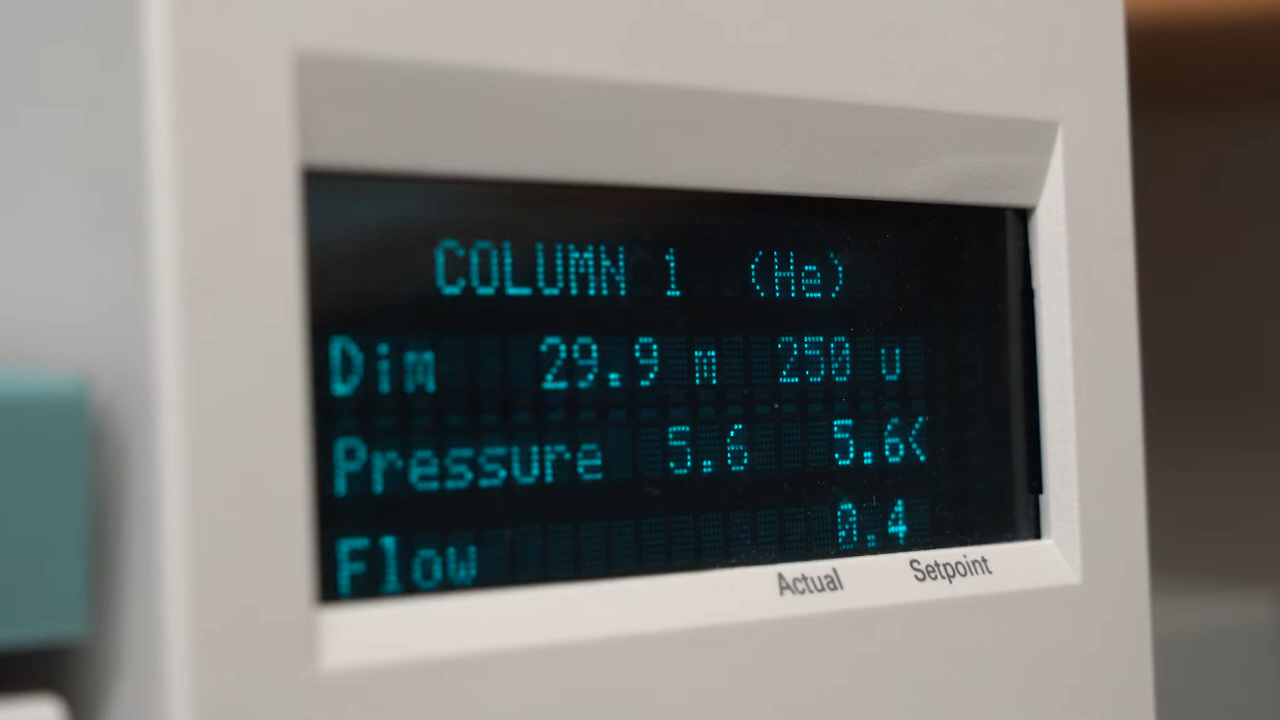 COLUMN 1 (He)
Dim 29.9 m 250 u
Pressure 5.6 5.6<
Flow 0.4
Actual Setpoint